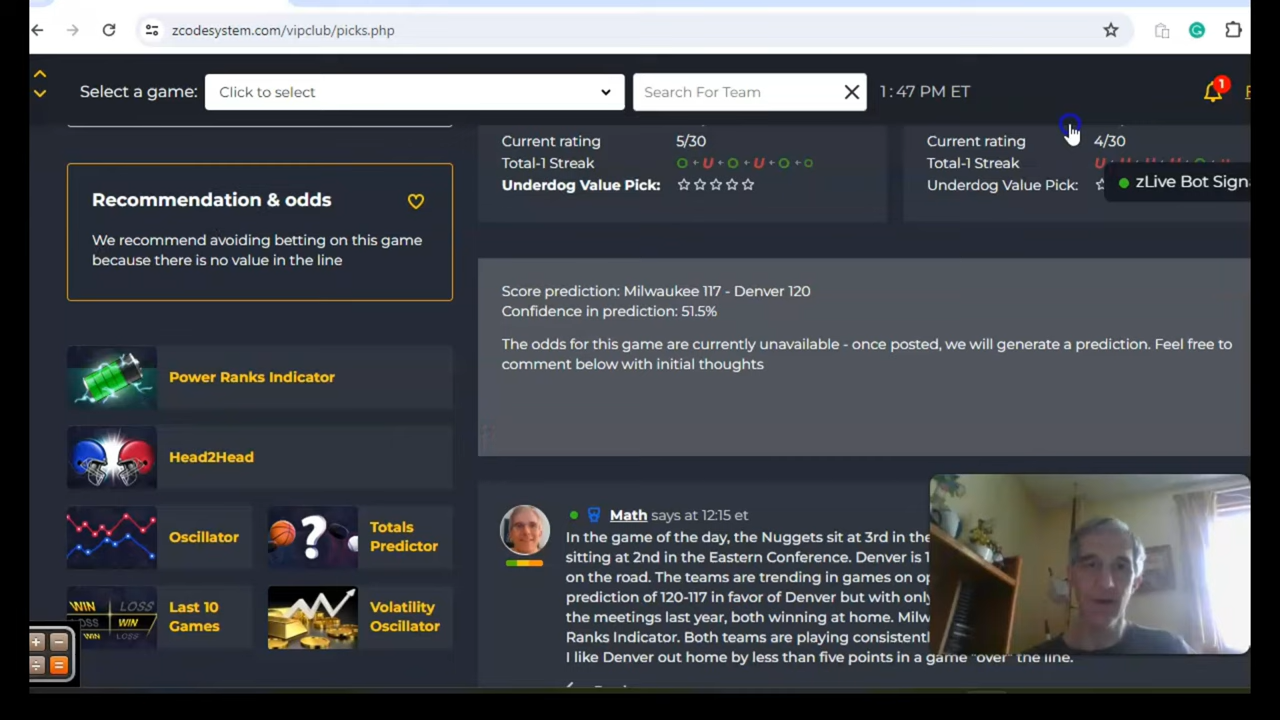 zcodesystem.com/vipclub/picks.php
Select a game:
Click to select
Search For Team
1:47 PM ET
1
Current rating 5/30
Total-1 Streak O U O U O O
Underdog Value Pick:
Current rating 4/30
Total-1 Streak
Underdog Value Pick:
zLive Bot Sign
Recommendation & odds
We recommend avoiding betting on this game
because there is no value in the line
Score prediction: Milwaukee 117 - Denver 120
Confidence in prediction: 51.5%
The odds for this game are currently unavailable - once posted, we will generate a prediction. Feel free to
comment below with initial thoughts
Power Ranks Indicator
Head2Head
Oscillator
Totals
Predictor
WIN LOSS
WIN
WIN LOSS
Last 10
Games
Volatility
Oscillator
Math says at 12:15 et
In the game of the day, the Nuggets sit at 3rd in the
sitting at 2nd in the Eastern Conference. Denver is
on the road. The teams are trending in games on
prediction of 120-117 in favor of Denver but with only
the meetings last year, both winning at home.
Ranks Indicator. Both teams are playing
I like Denver out home by less than five points in a game "over" the line.